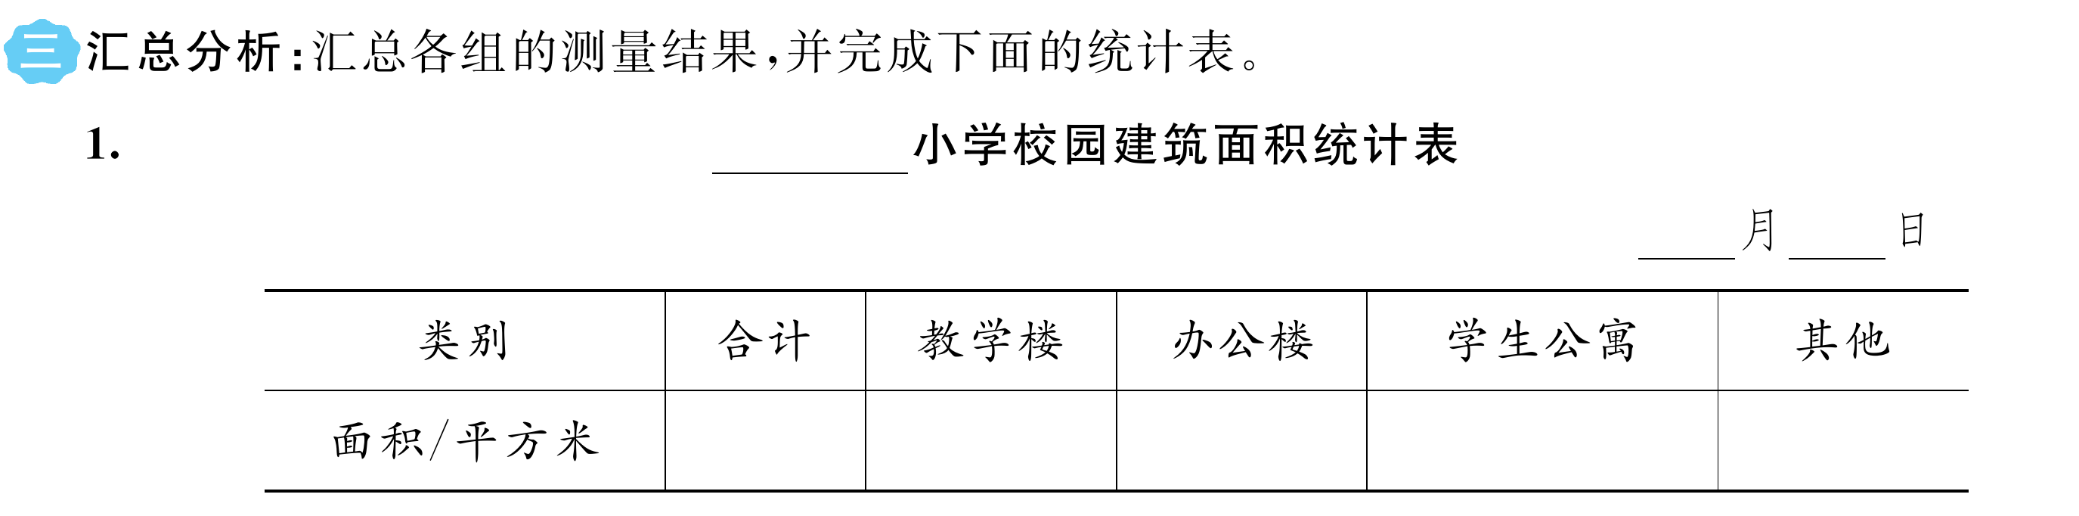 三 汇总分析:汇总各组的测量结果,并完成下面的统计表。
1. ________小学校园建筑面积统计表
____月____日
类别 合计 教学楼 办公楼 学生公寓 其他
面积/平方米